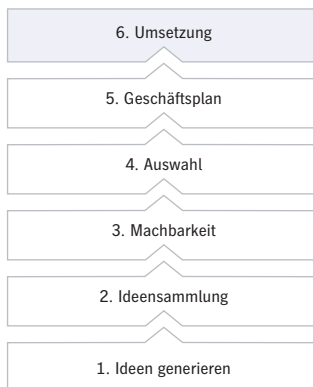 6. Umsetzung
5. Geschäftsplan
4. Auswahl
3. Machbarkeit
2. Ideensammlung
1. Ideen generieren